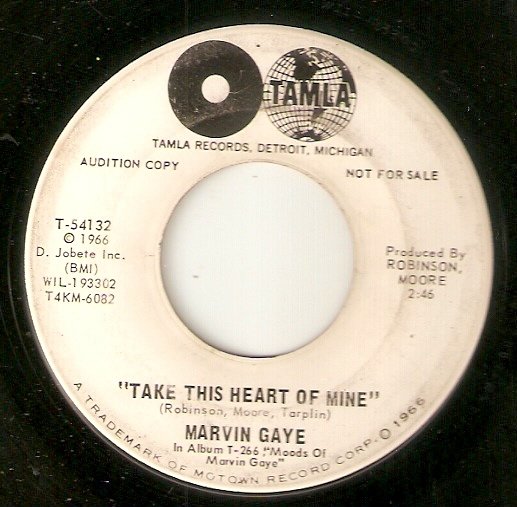 TAMLA
TAMLA RECORDS, DETROIT, MICHIGAN
AUDITION COPY
NOT FOR SALE
T-54132
© 1966
D. Jobete Inc.
(BMI)
WIL-193302
T4KM-6082
Produced By
ROBINSON,
MOORE
2:46
"TAKE THIS HEART OF MINE"
(Robinson, Moore, Tarplin)
MARVIN GAYE
In Album T-266 "Moods Of
Marvin Gaye"
A TRADEMARK OF MOTOWN RECORD CORP. © 1966